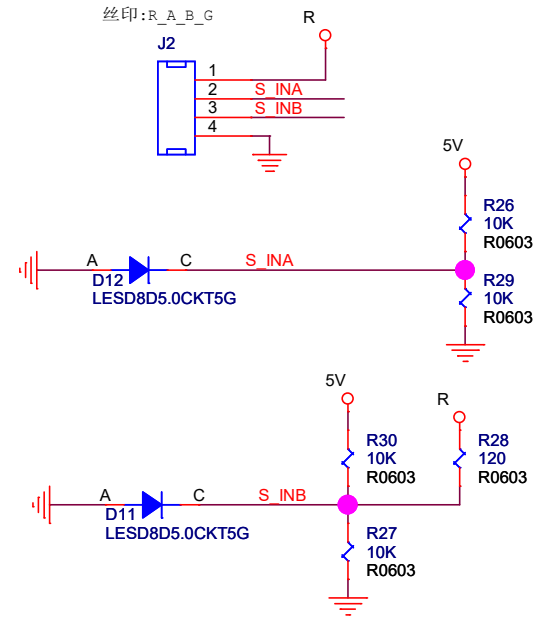 丝印:R_A_B_G
R
J2
1
2
S_INA
3
S_INB
4
5V
R26
10K
R0603
A
C
S_INA
D12
LESD8D5.0CKT5G
R29
10K
R0603
5V
R
R30
10K
R0603
R28
120
R0603
A
C
S_INB
D11
LESD8D5.0CKT5G
R27
10K
R0603